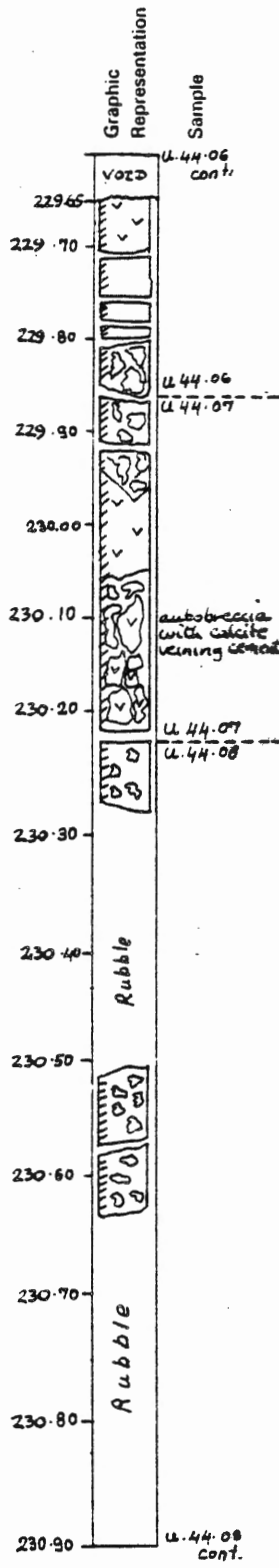 Graphic
Representation
Sample
VOID
U.44.06
cont.
229.65
229.70
229.80
U.44.06
U.44.07
229.90
230.00
230.10
autobreccia
with calcite
veining cement
230.20
U.44.07
U.44.08
230.30
230.40
Rubble
230.50
230.60
230.70
Rubble
230.80
230.90
U.44.08
cont.